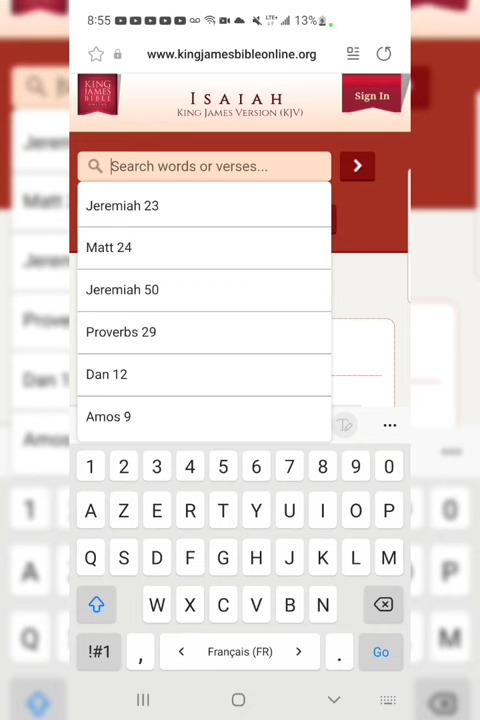 8:55 LTE+ 13%
www.kingjamesbibleonline.org
KING
JAMES
BIBLE
ONLINE
ISAIAH
KING JAMES VERSION (KJV)
Sign In
Search words or verses...
Jeremiah 23
Matt 24
Jeremiah 50
Proverbs 29
Dan 12
Amos 9
1 2 3 4 5 6 7 8 9 0
A Z E R T Y U I O P
Q S D F G H J K L M
W X C V B N
!#1 , < Français (FR) > . Go